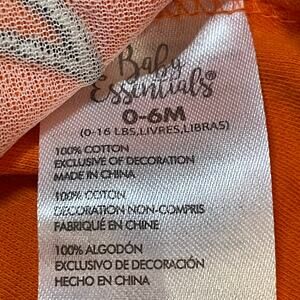 Baby
Essentials®
0-6M
(0-16 LBS,LIVRES,LIBRAS)
100% COTTON
EXCLUSIVE OF DECORATION
MADE IN CHINA
100% COTON
DECORATION NON-COMPRIS
FABRIQUÉ EN CHINE
100% ALGODÓN
EXCLUSIVO DE DECORACIÓN
HECHO EN CHINA